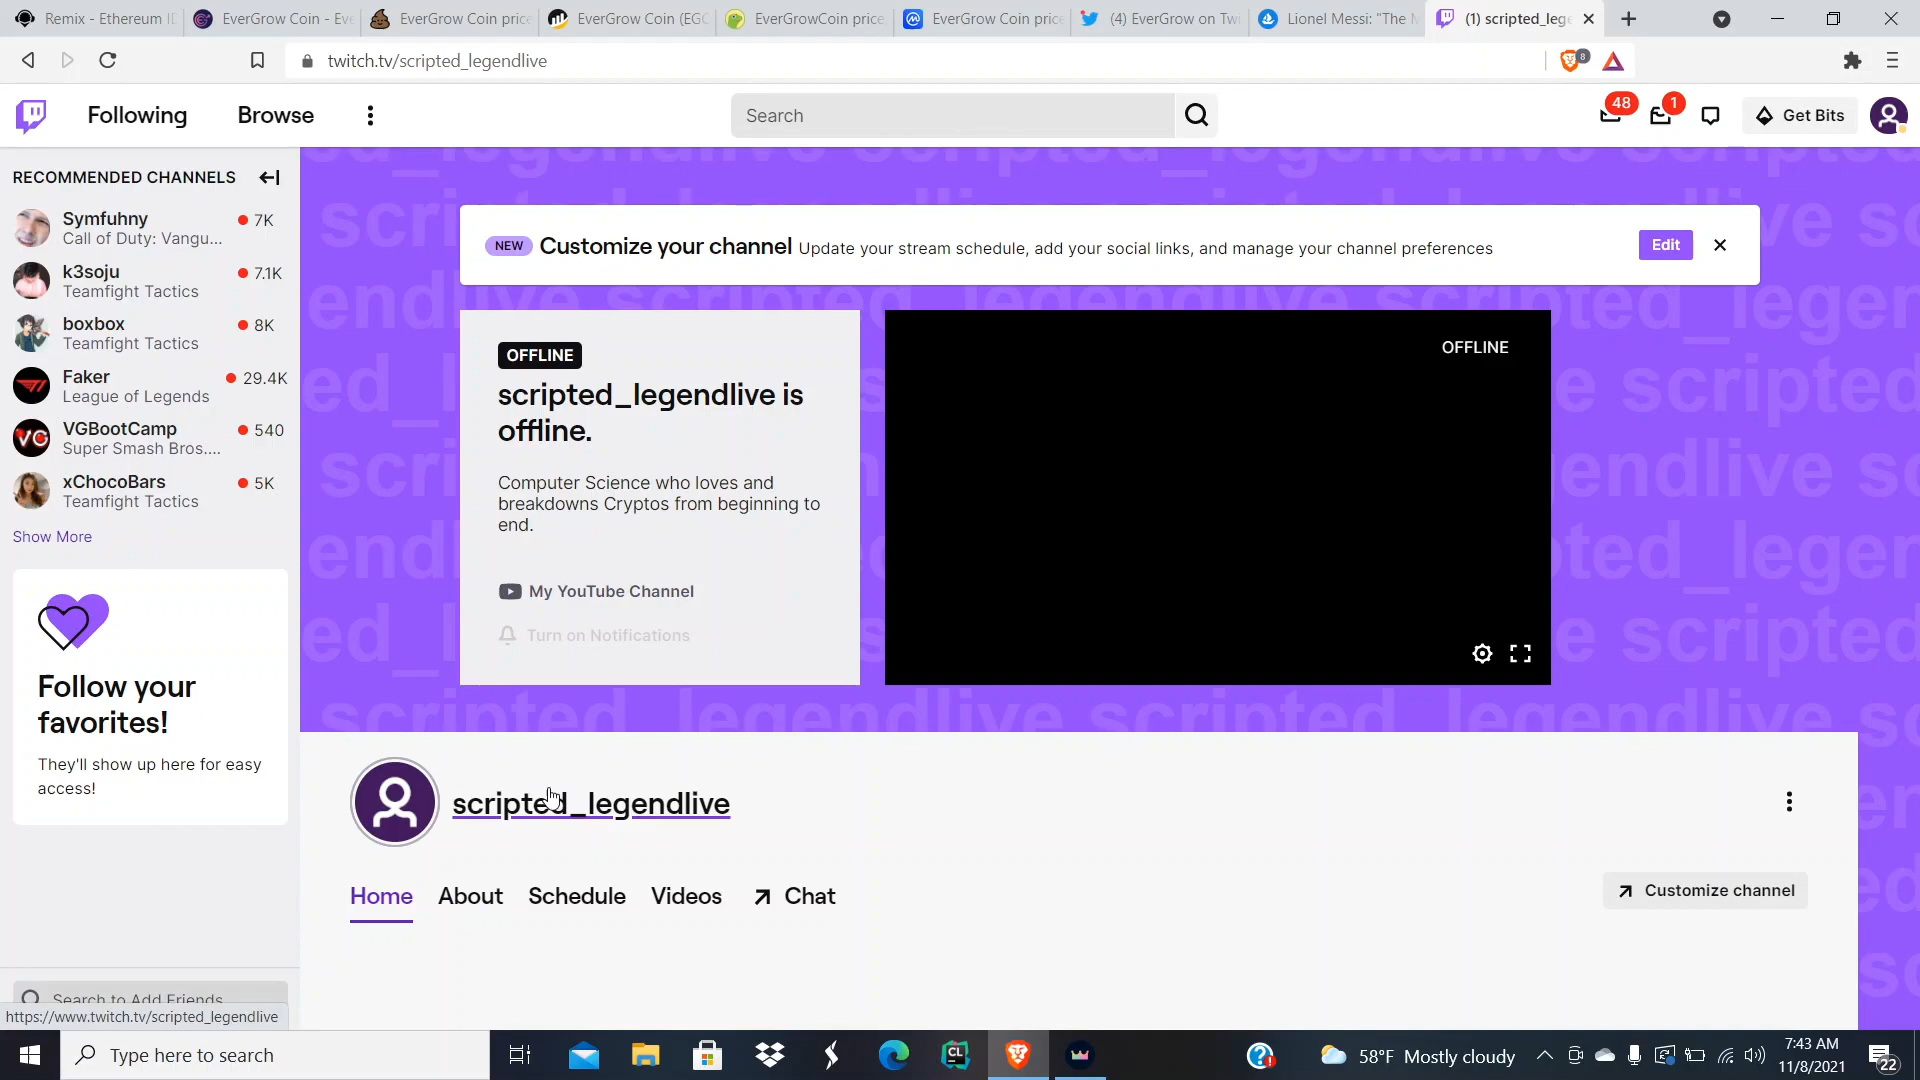 Remix - Ethereum ID
EverGrow Coin - Eve
EverGrow Coin price
EverGrow Coin (EGC
EverGrowCoin price
EverGrow Coin price
(4) EverGrow on Twi
Lionel Messi: "The M
(1) scripted_lege
twitch.tv/scripted_legendlive
8
Following
Browse
Search
48
1
Get Bits
RECOMMENDED CHANNELS
Symfuhny
7K
Call of Duty: Vangu...
k3soju
7.1K
Teamfight Tactics
boxbox
8K
Teamfight Tactics
Faker
29.4K
League of Legends
VGBootCamp
540
Super Smash Bros....
xChocoBars
5K
Teamfight Tactics
Show More
Follow your
favorites!
They'll show up here for easy
access!
Search to Add Friends
https://www.twitch.tv/scripted_legendlive
NEW Customize your channel Update your stream schedule, add your social links, and manage your channel preferences
Edit
OFFLINE
scripted_legendlive is
offline.
Computer Science who loves and
breakdowns Cryptos from beginning to
end.
My YouTube Channel
Turn on Notifications
OFFLINE
scripted_legendlive
Home
About
Schedule
Videos
Chat
Customize channel
Type here to search
CL
58°F Mostly cloudy
7:43 AM
11/8/2021
22